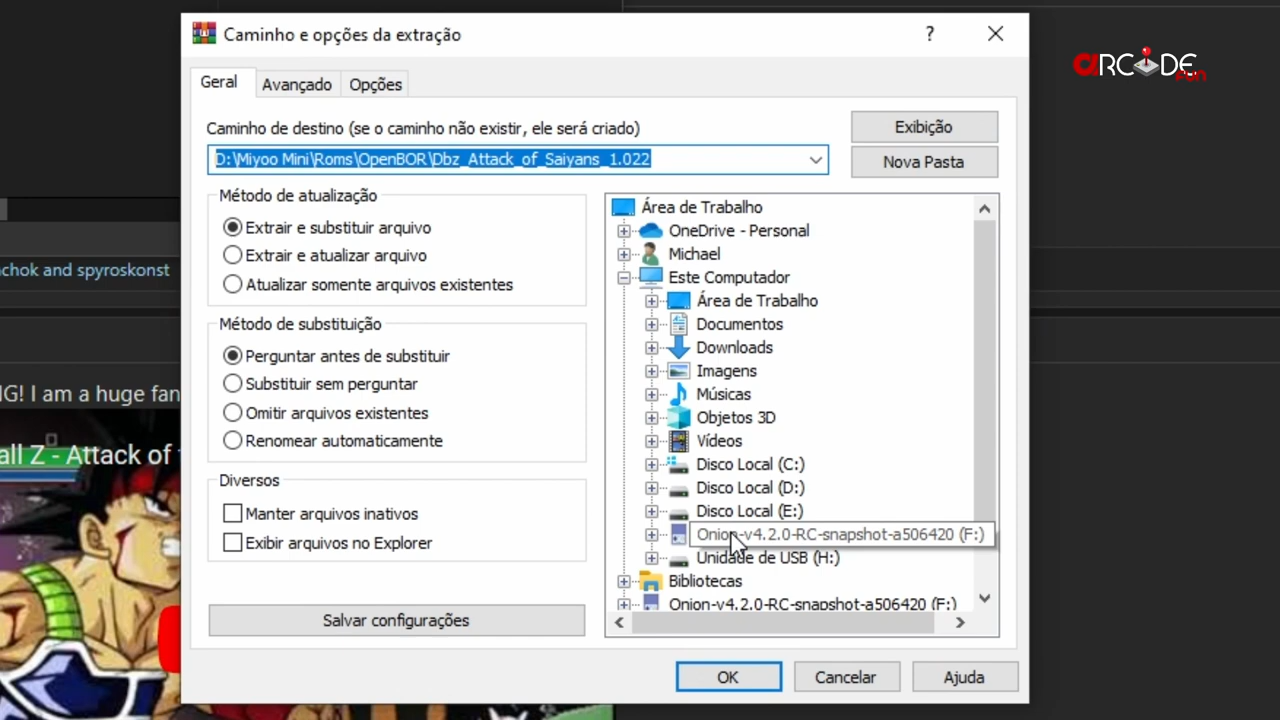 Caminho e opções da extração
?
aRCADE
Fun
Geral
Avançado
Opções
Caminho de destino (se o caminho não existir, ele será criado)
Exibição
D:\Miyoo Mini\Roms\OpenBOR\Dbz_Attack_of_Saiyans_1.022
Nova Pasta
Método de atualização
Extrair e substituir arquivo
Extrair e atualizar arquivo
Atualizar somente arquivos existentes
Método de substituição
Perguntar antes de substituir
Substituir sem perguntar
Omitir arquivos existentes
Renomear automaticamente
Diversos
Manter arquivos inativos
Exibir arquivos no Explorer
Salvar configurações
Área de Trabalho
OneDrive - Personal
Michael
Este Computador
Área de Trabalho
Documentos
Downloads
Imagens
Músicas
Objetos 3D
Vídeos
Disco Local (C:)
Disco Local (D:)
Disco Local (E:)
Onion-v4.2.0-RC-snapshot-a506420 (F:)
Unidade de USB (H:)
Bibliotecas
Onion-v4.2.0-RC-snapshot-a506420 (F:)
OK
Cancelar
Ajuda
chok and spyroskonst
G! I am a huge fan
all Z - Attack of